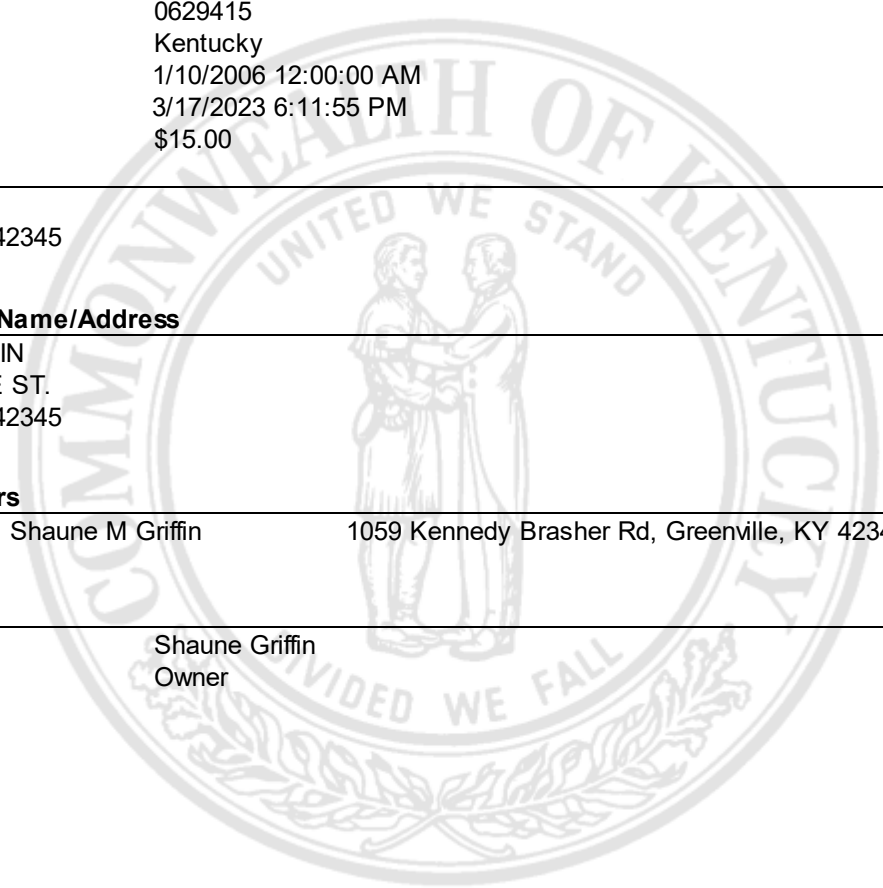 0629415
Kentucky
1/10/2006 12:00:00 AM
3/17/2023 6:11:55 PM
$15.00
42345
Name/Address
IN
E ST.
42345
rs
Shaune M Griffin 1059 Kennedy Brasher Rd, Greenville, KY 4234
Shaune Griffin
Owner
COMMONWEALTH OF KENTUCKY
UNITED WE STAND
DIVIDED WE FALL